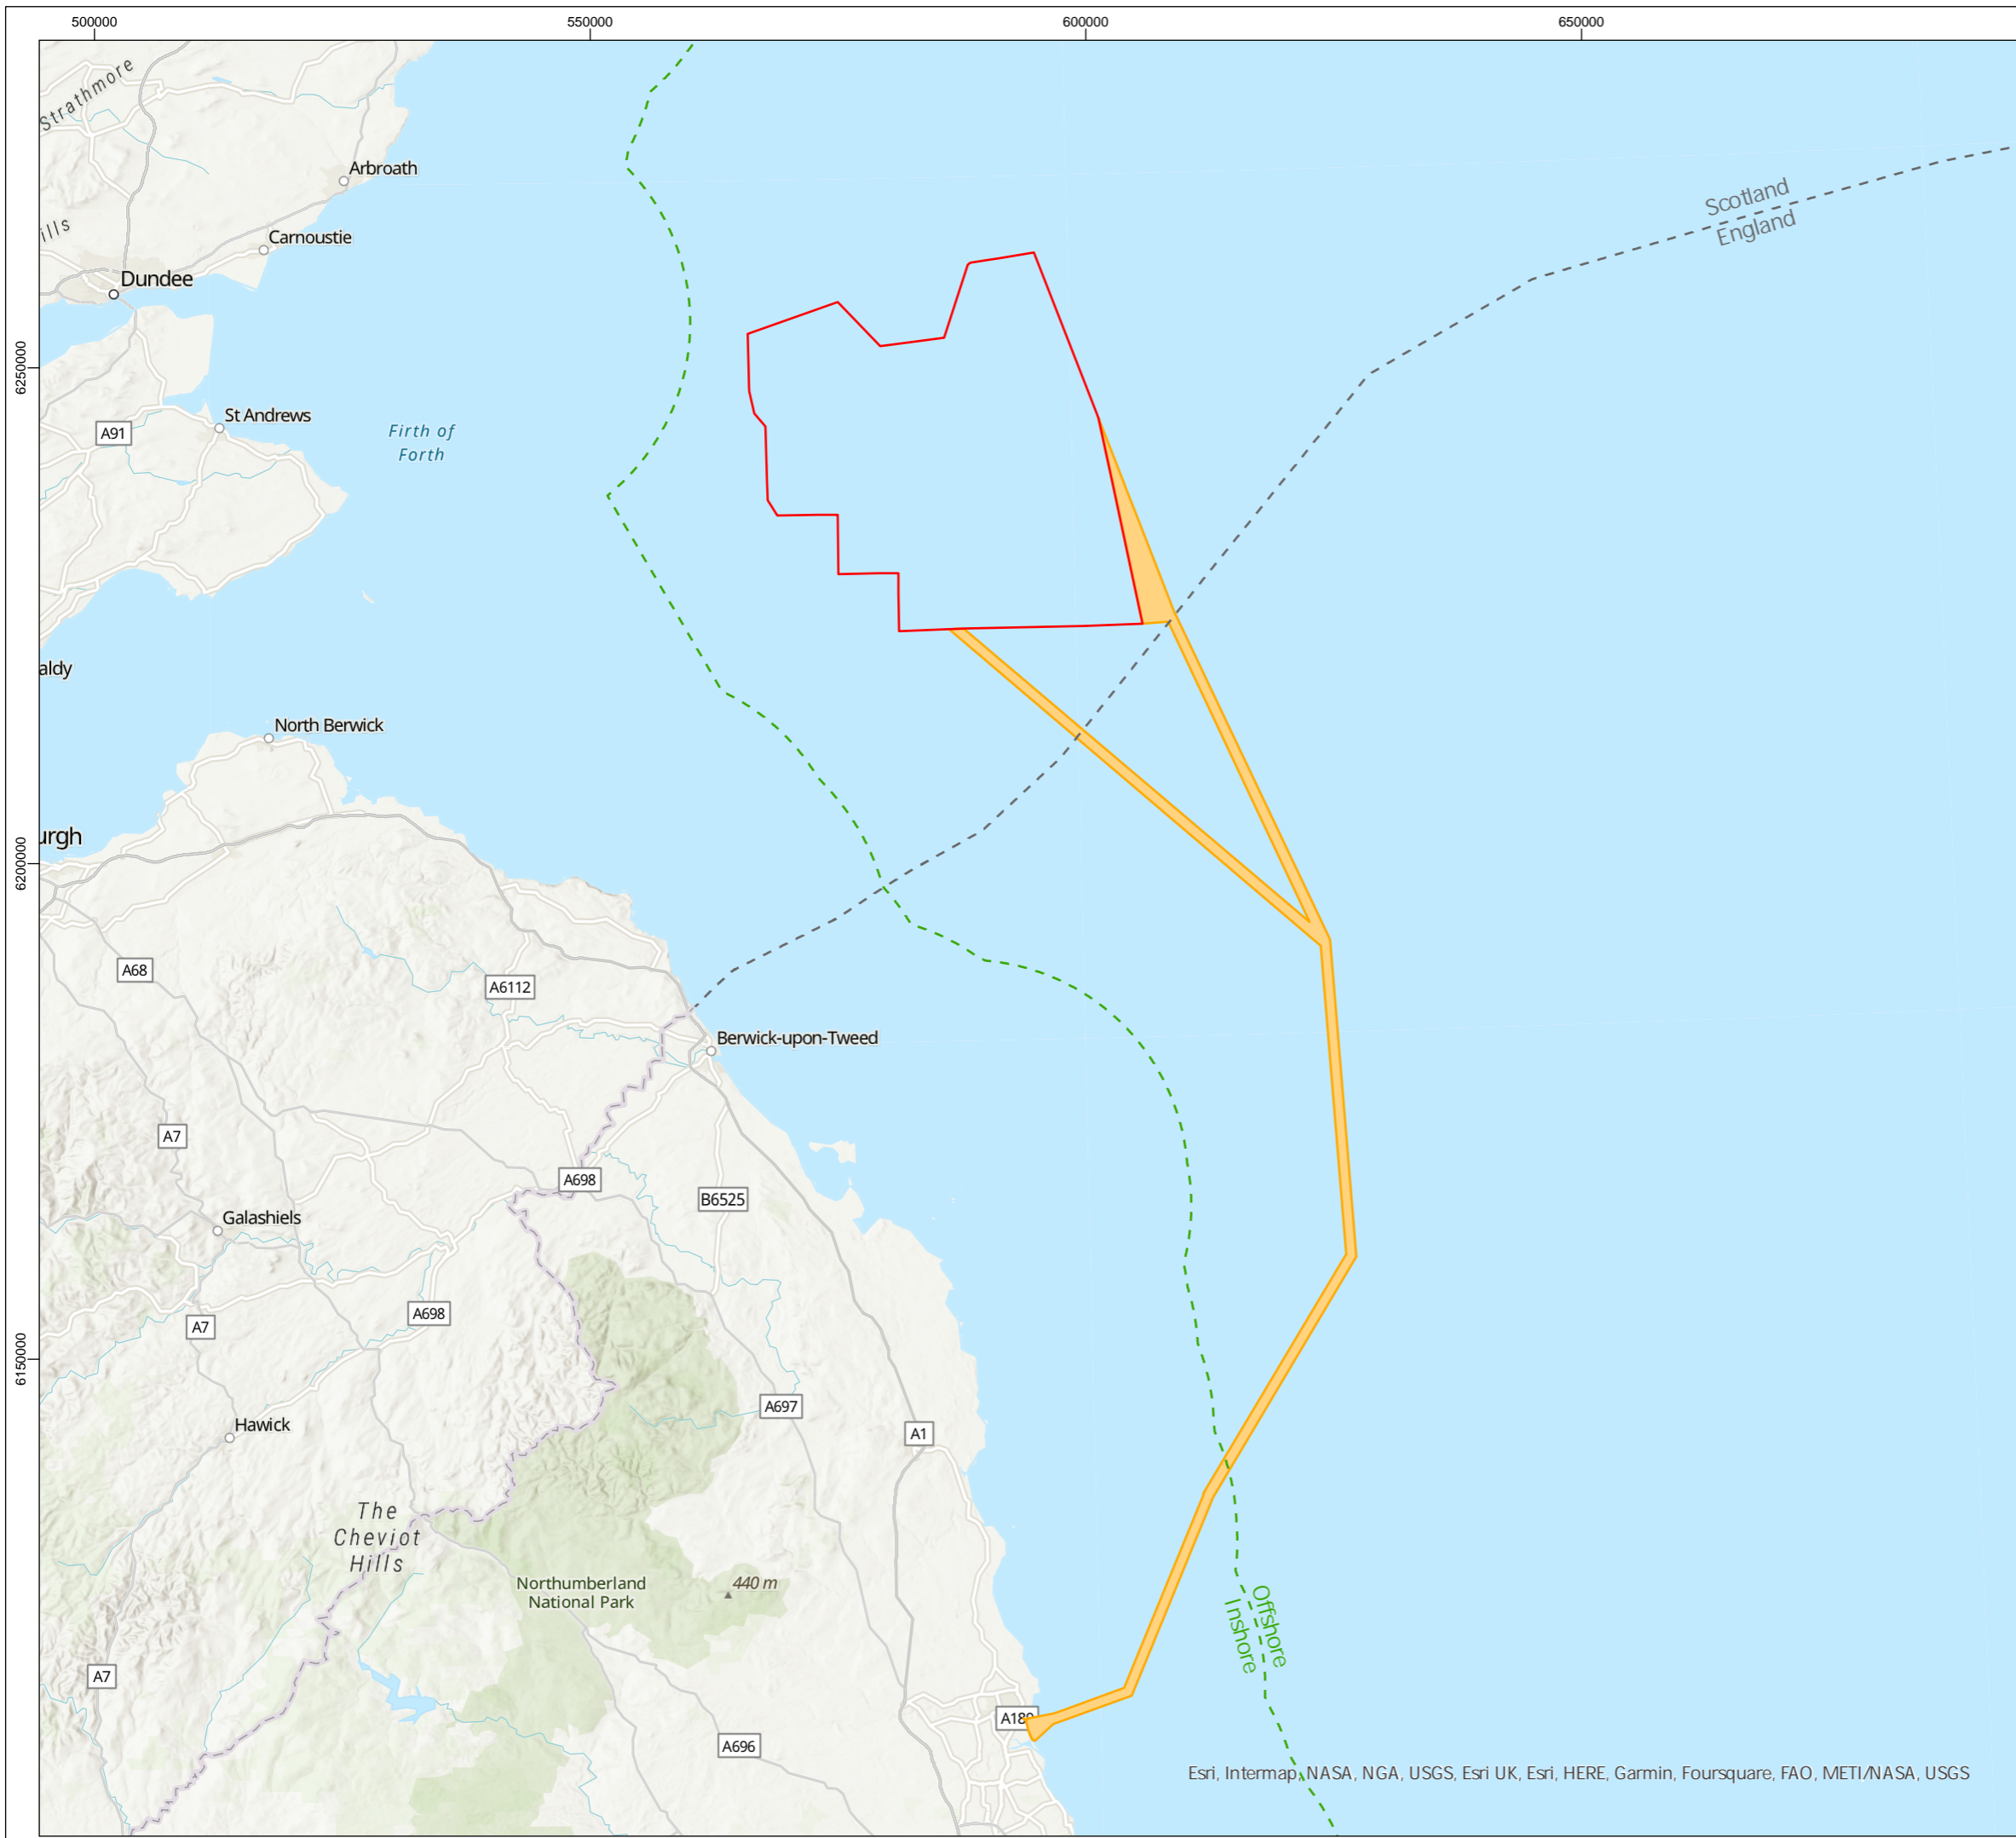 500000
550000
600000
650000
6250000
6200000
6150000
Strathmore
ills
Arbroath
Carnoustie
Dundee
St Andrews
A91
Firth of
Forth
Scotland
England
aldy
North Berwick
urgh
A68
A6112
Berwick-upon-Tweed
A7
A698
B6525
Galashiels
A698
A7
A697
Hawick
A1
The
Cheviot
Hills
Northumberland
National Park
440 m
Offshore
Inshore
A7
A189
A696
Esri, Intermap, NASA, NGA, USGS, Esri UK, Esri, HERE, Garmin, Foursquare, FAO, METI/NASA, USGS